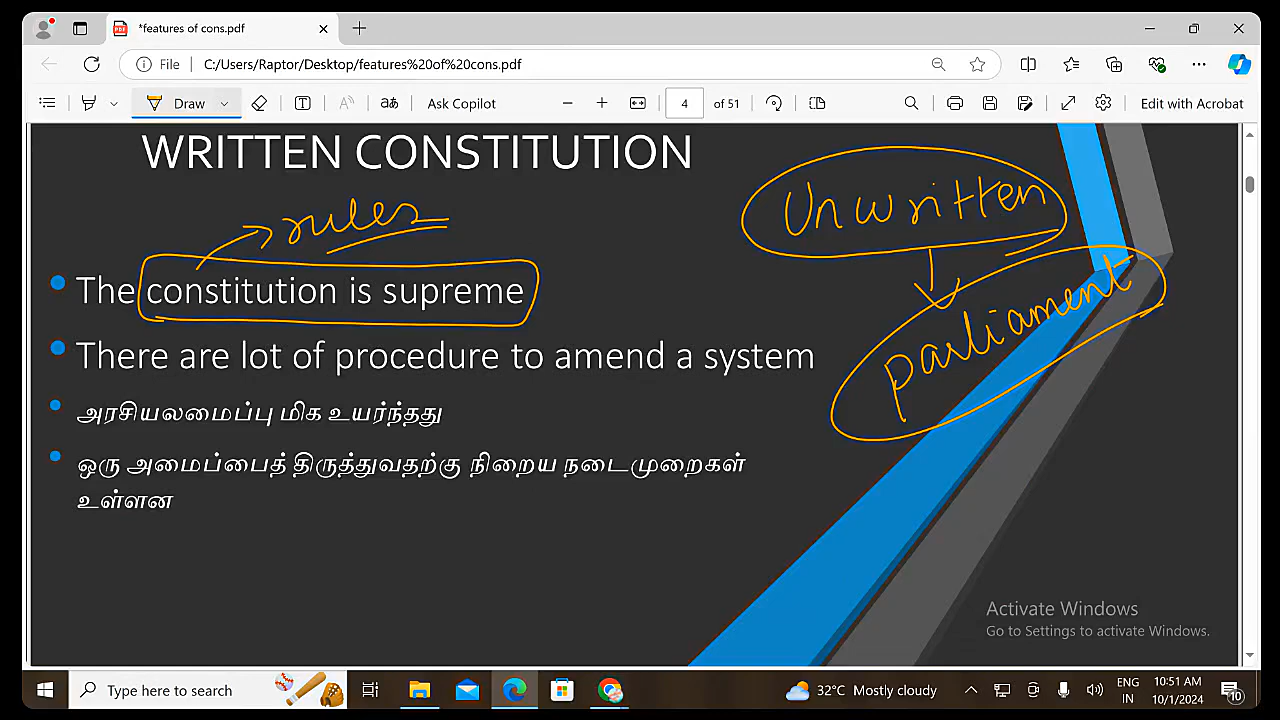 *features of cons.pdf
File C:/Users/Raptor/Desktop/features%20of%20cons.pdf
Draw Ask Copilot 4 of 51 Edit with Acrobat
WRITTEN CONSTITUTION
Unwritten
rules
The constitution is supreme
parliament
There are lot of procedure to amend a system
அரசியலமைப்பு மிக உயர்ந்தது
ஒரு அமைப்பைத் திருத்துவதற்கு நிறைய நடைமுறைகள்
உள்ளன
Activate Windows
Go to Settings to activate Windows.
Type here to search
32°C Mostly cloudy
ENG
IN
10:51 AM
10/1/2024
10